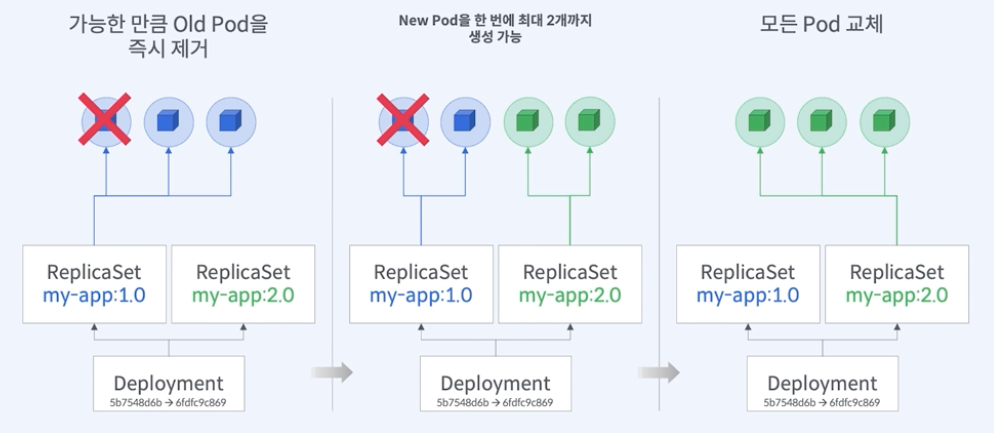 가능한 만큼 Old Pod을
즉시 제거
ReplicaSet
my-app:1.0
ReplicaSet
my-app:2.0
Deployment
5b7548d6b → 6fdfc9c869
New Pod을 한 번에 최대 2개까지
생성 가능
ReplicaSet
my-app:1.0
ReplicaSet
my-app:2.0
Deployment
5b7548d6b → 6fdfc9c869
모든 Pod 교체
ReplicaSet
my-app:1.0
ReplicaSet
my-app:2.0
Deployment
5b7548d6b → 6fdfc9c869